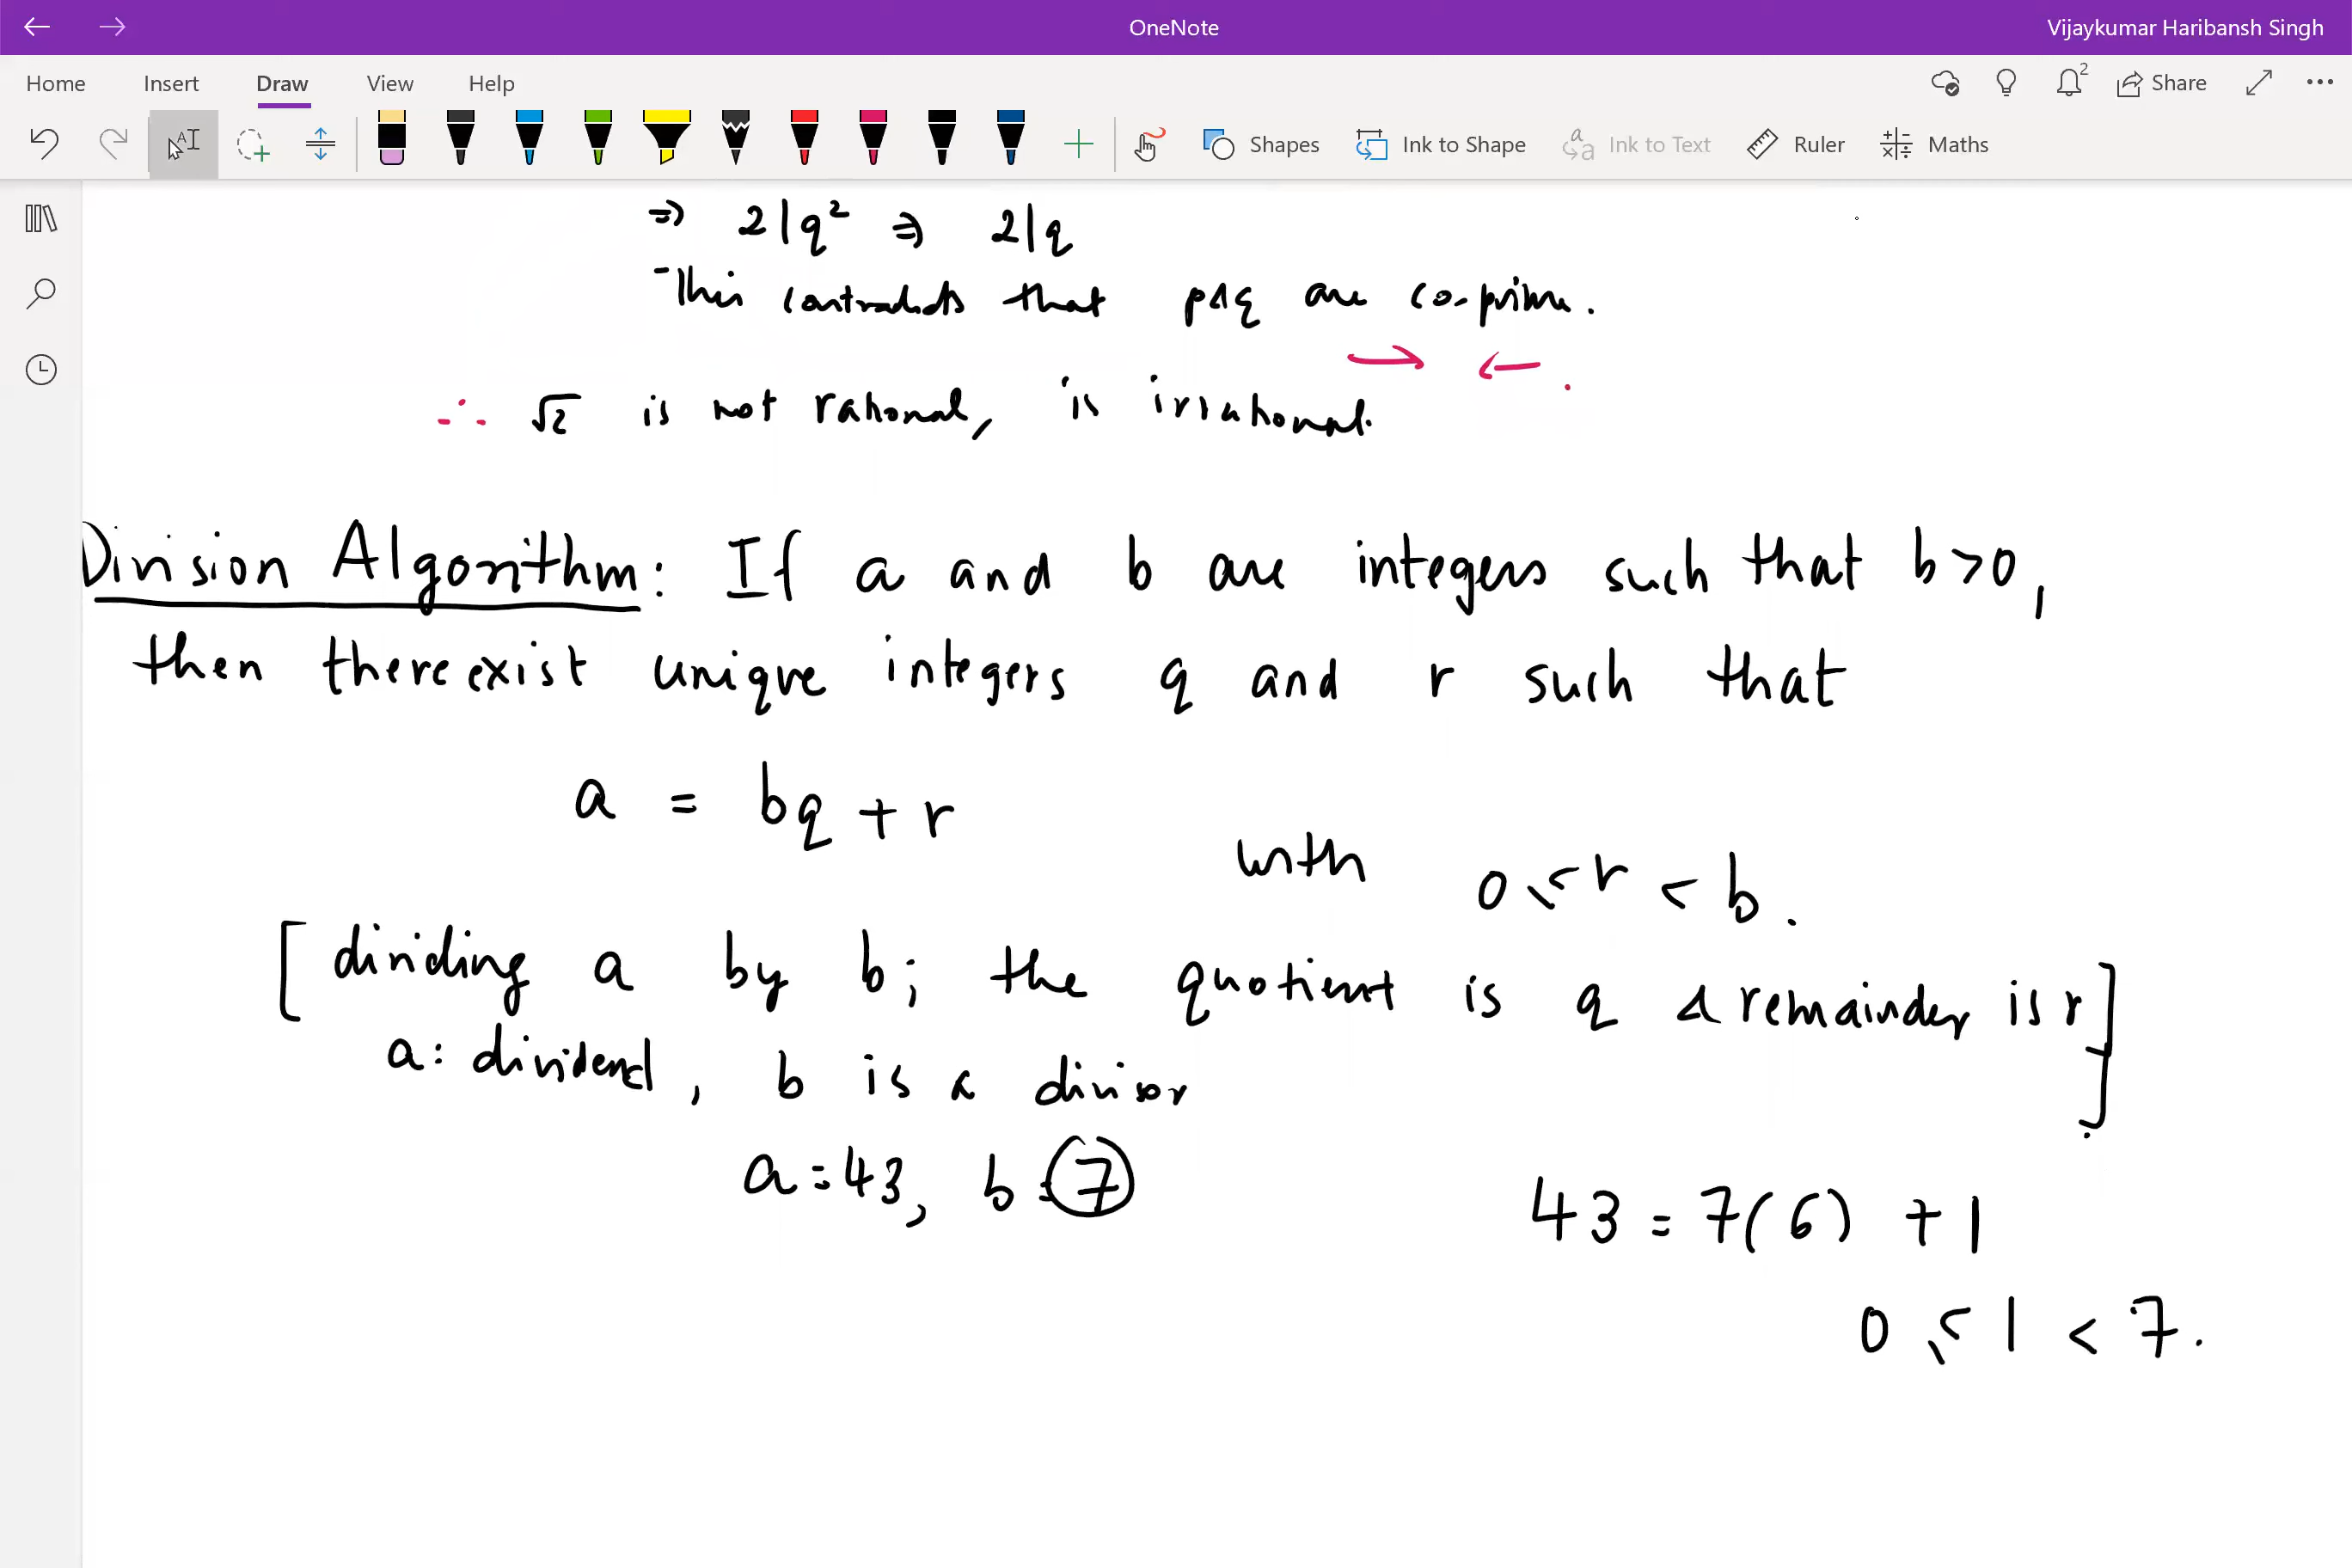 OneNote
Vijaykumar Haribansh Singh
Home Insert Draw View Help
2 Share
Shapes Ink to Shape Ink to Text Ruler Maths
⇒ 2|q² ⇒ 2|q
This contradicts that p & q are co-prime.
→ ←
∴ √2 is not rational, is irrational.
Division Algorithm: If a and b are integers such that b>0,
then there exist unique integers q and r such that
a = bq + r
with 0 ≤ r < b.
[dividing a by b; the quotient is q & remainder is r]
a: dividend, b is a divisor
a=43, b=7
43 = 7(6) + 1
0 ≤ 1 < 7.